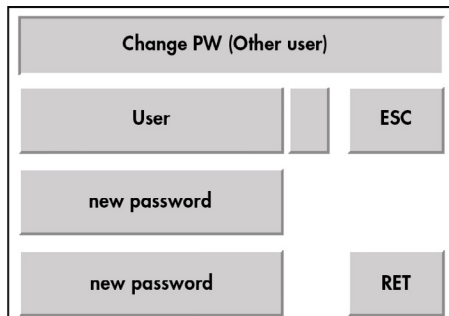 Change PW (Other user)
User
ESC
new password
new password
RET